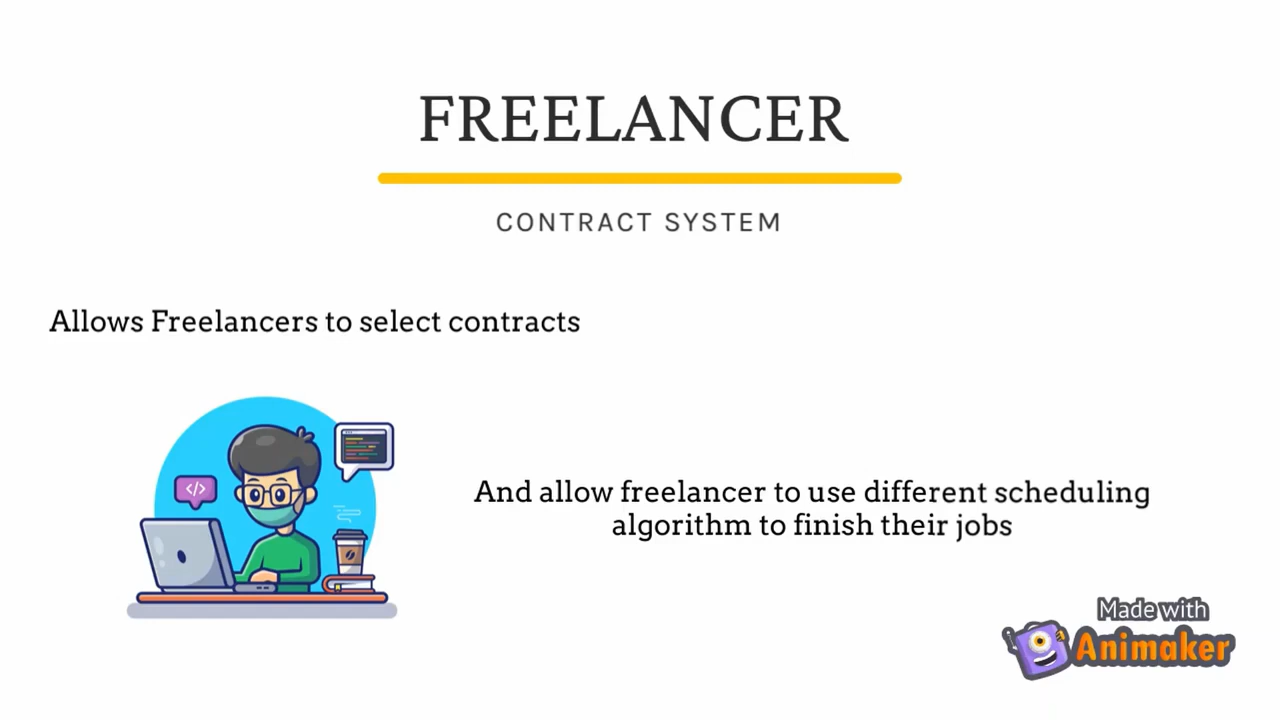 FREELANCER
CONTRACT SYSTEM
Allows Freelancers to select contracts
</>
And allow freelancer to use different scheduling
algorithm to finish their jobs
Made with
Animaker